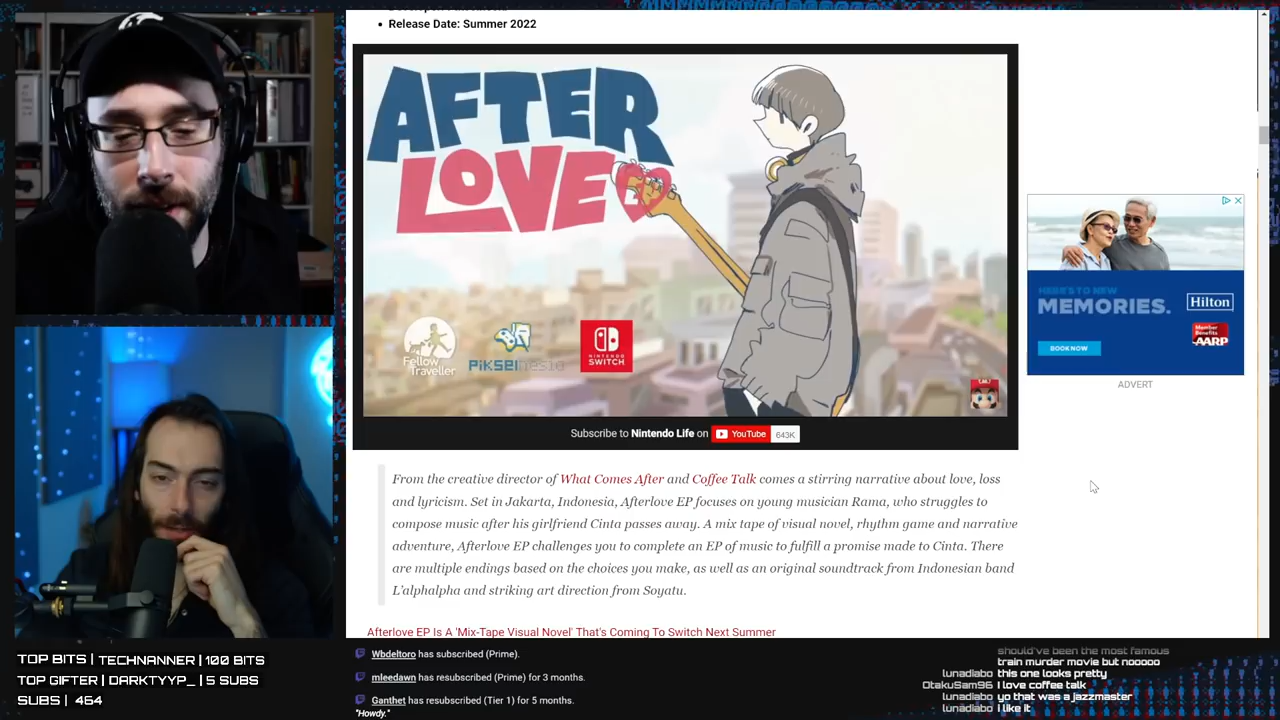 Release Date: Summer 2022
AFTER
LOVE
EP
Fellow
Traveller
PiKSEl
NINTENDO
SWITCH
Subscribe to Nintendo Life on YouTube 643K
MEMORIES.
Hilton
Member
Benefits
AARP
BOOK NOW
ADVERT
From the creative director of What Comes After and Coffee Talk comes a stirring narrative about love, loss
and lyricism. Set in Jakarta, Indonesia, Afterlove EP focuses on young musician Rama, who struggles to
compose music after his girlfriend Cinta passes away. A mix tape of visual novel, rhythm game and narrative
adventure, Afterlove EP challenges you to complete an EP of music to fulfill a promise made to Cinta. There
are multiple endings based on the choices you make, as well as an original soundtrack from Indonesian band
L'alphalpha and striking art direction from Soyatu.
Afterlove EP Is A 'Mix-Tape Visual Novel' That's Coming To Switch Next Summer
TOP BITS | TECHNANNER | 100 BITS
TOP GIFTER | DARKTYYP_ | 5 SUBS
SUBS | 464
Wbdeltoro has subscribed (Prime).
mleedawn has resubscribed (Prime) for 3 months.
Ganthet has resubscribed (Tier 1) for 5 months.
"Howdy."
should've been the most famous
train murder movie but nooooo
lunadiabo this one looks pretty
OtakuSam96 I love coffee talk
lunadiabo yo that was a jazzmaster
lunadiabo i like it